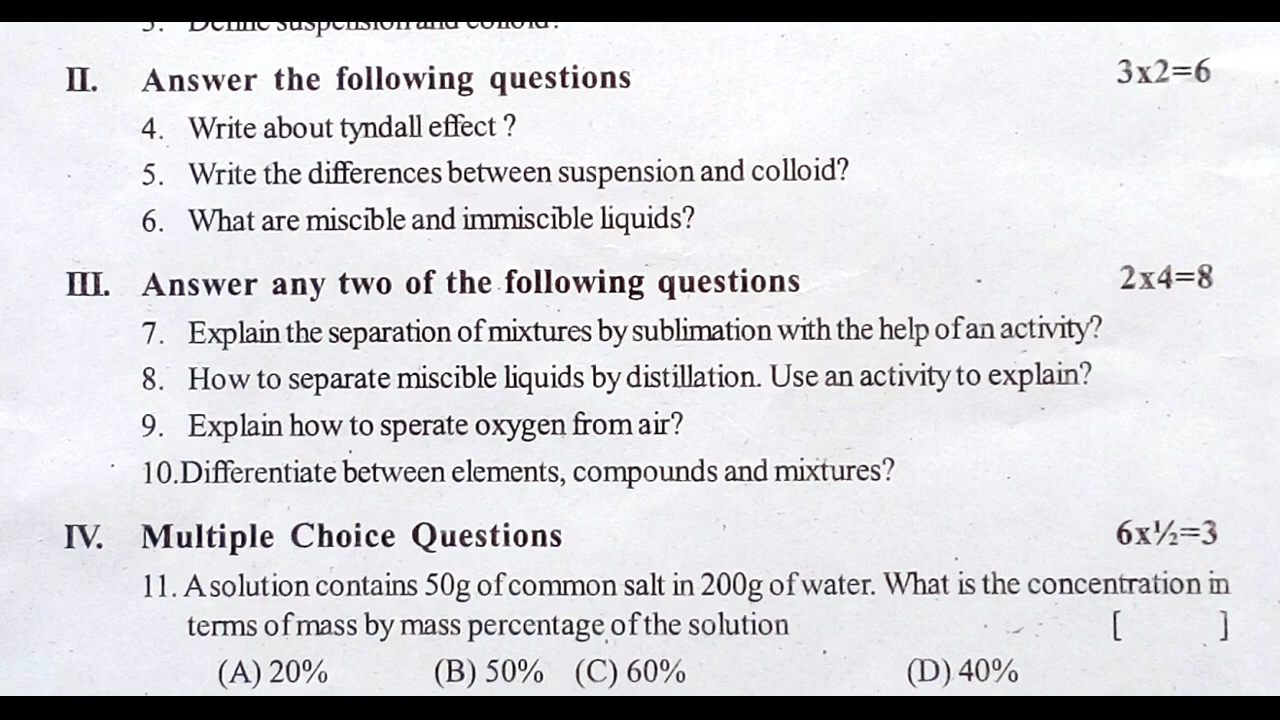 3. Define suspension and colloid?
II. Answer the following questions 3x2=6
4. Write about tyndall effect ?
5. Write the differences between suspension and colloid?
6. What are miscible and immiscible liquids?
III. Answer any two of the following questions 2x4=8
7. Explain the separation of mixtures by sublimation with the help of an activity?
8. How to separate miscible liquids by distillation. Use an activity to explain?
9. Explain how to sperate oxygen from air?
10.Differentiate between elements, compounds and mixtures?
IV. Multiple Choice Questions 6x½=3
11. A solution contains 50g of common salt in 200g of water. What is the concentration in
terms of mass by mass percentage of the solution [ ]
(A) 20% (B) 50% (C) 60% (D) 40%